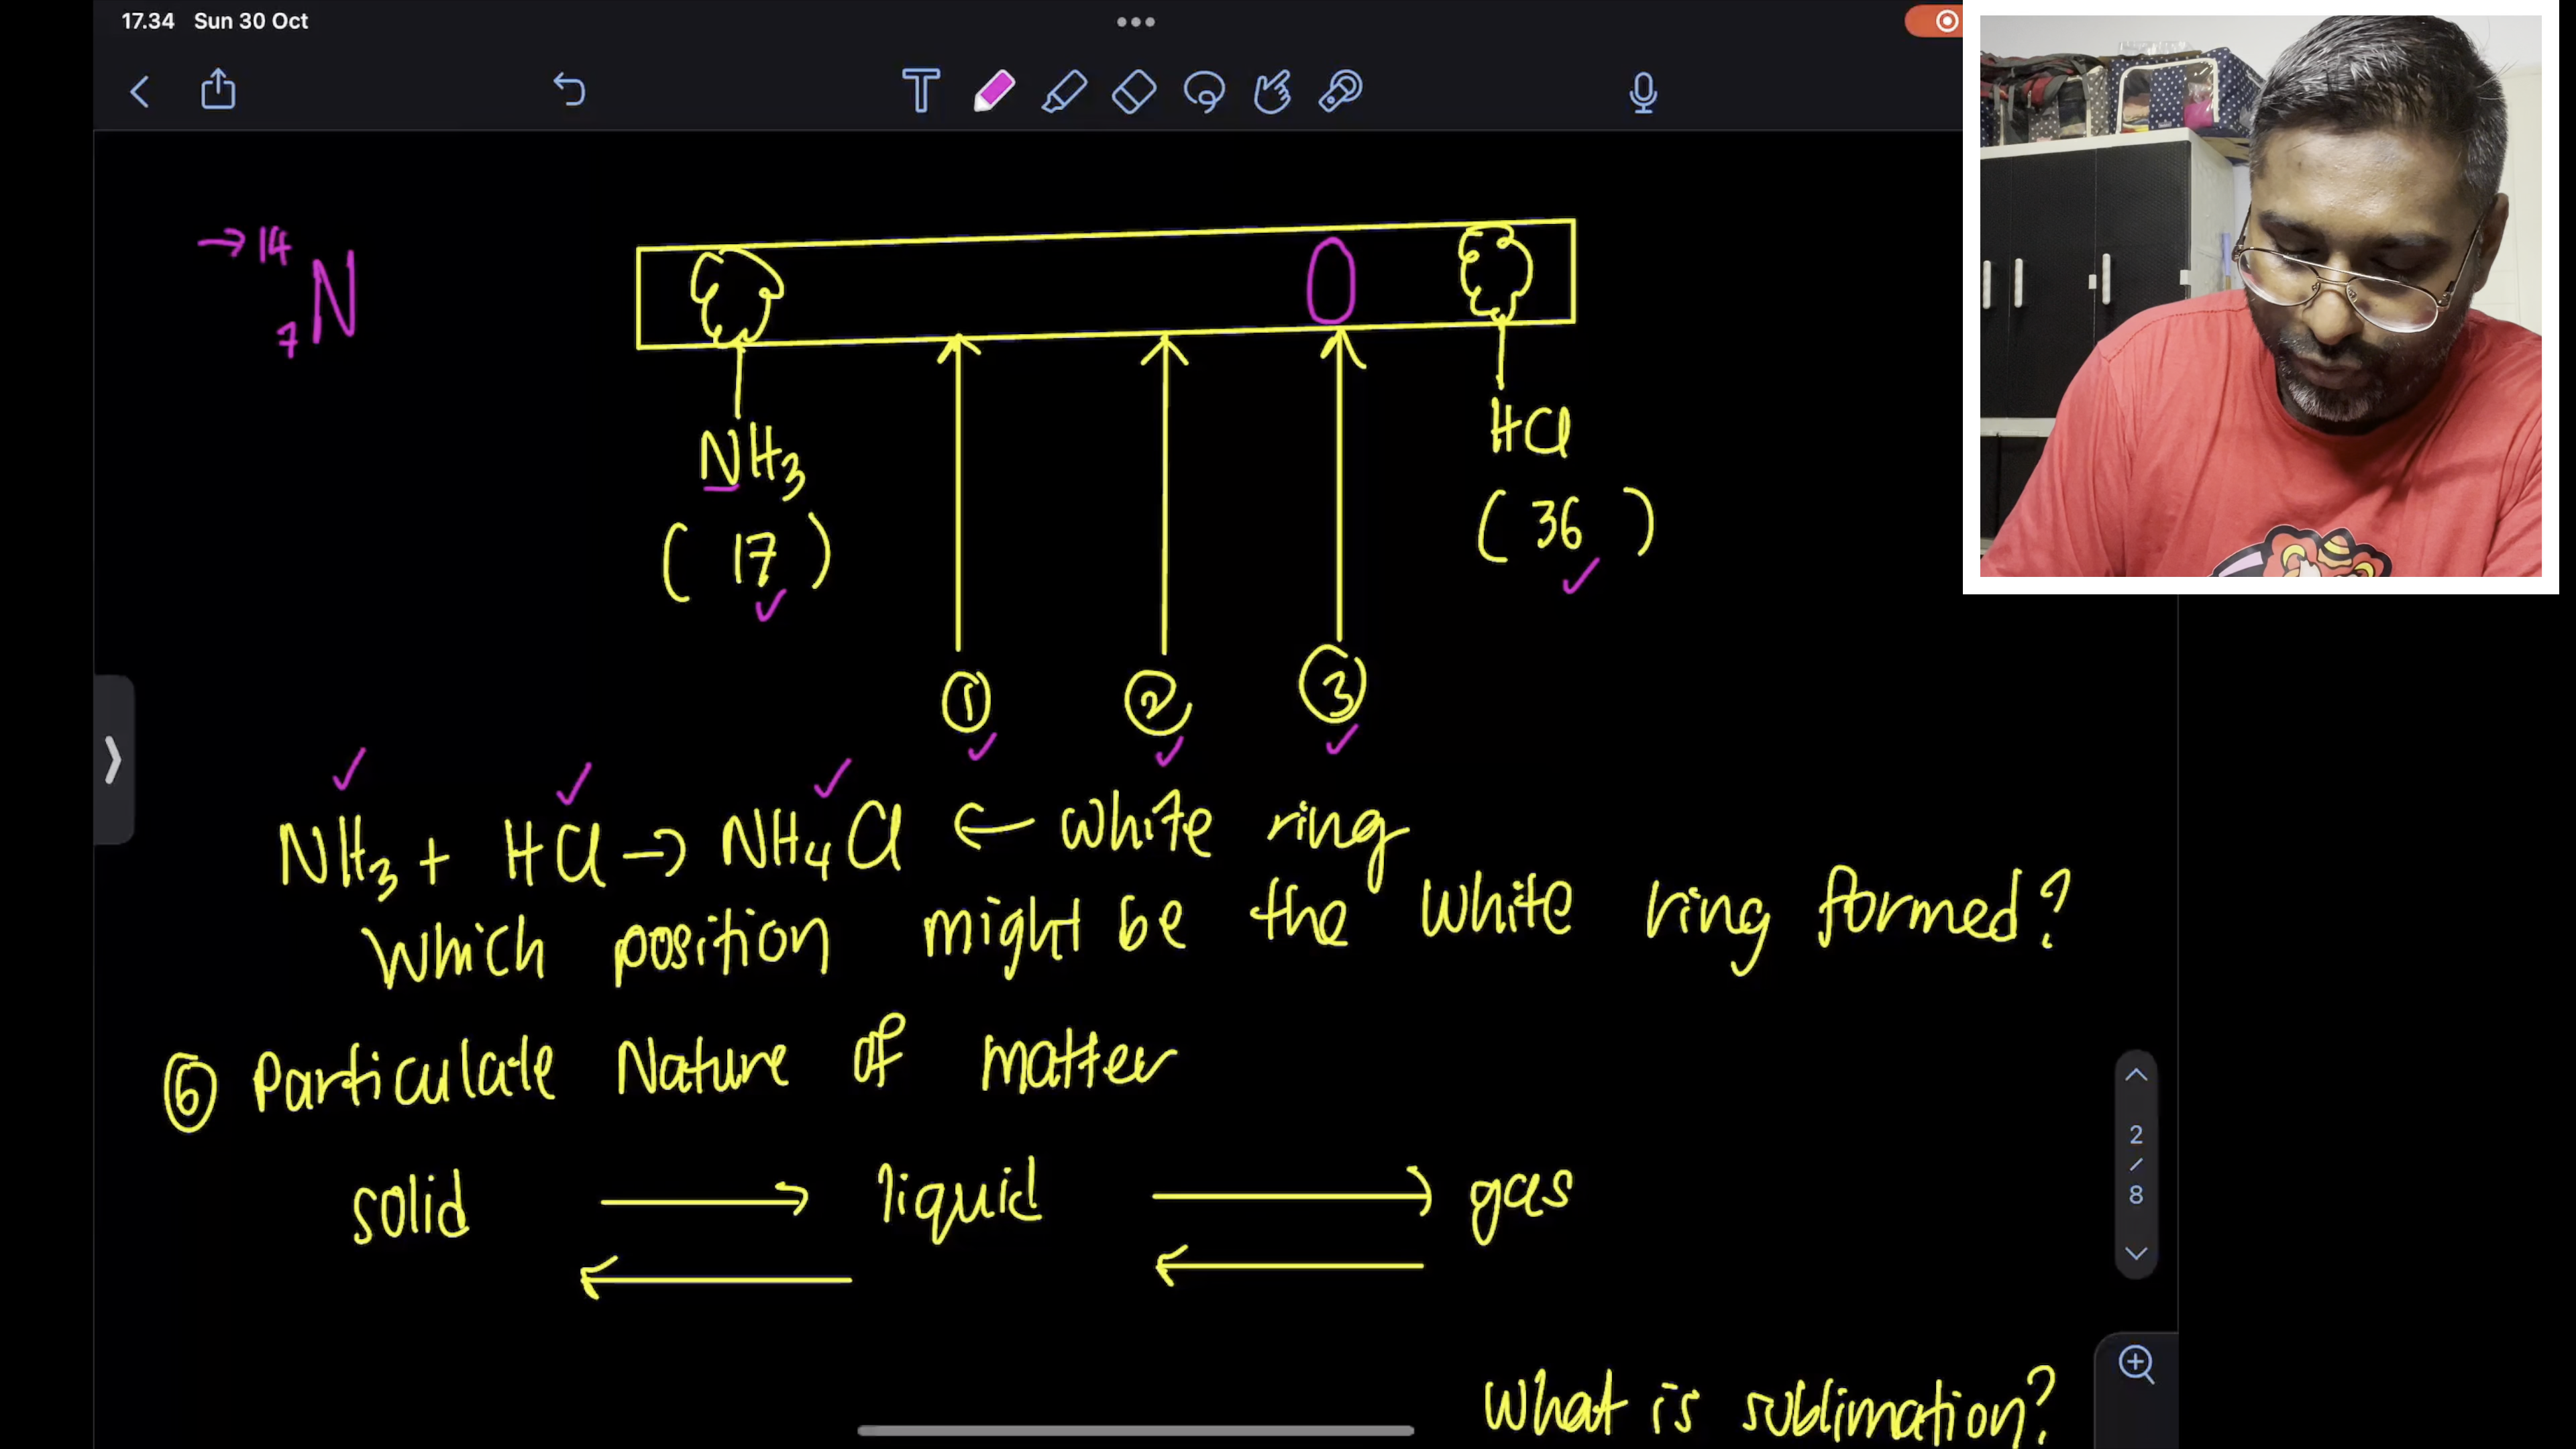 17.34 Sun 30 Oct
T
→ 14
7 N
NH3
(17)
HCl
(36)
1
2
3
NH3 + HCl → NH4Cl ← white ring
Which position might be the white ring formed?
6 Particulate Nature of matter
solid → liquid → gas
← ←
What is sublimation?
2
/
8